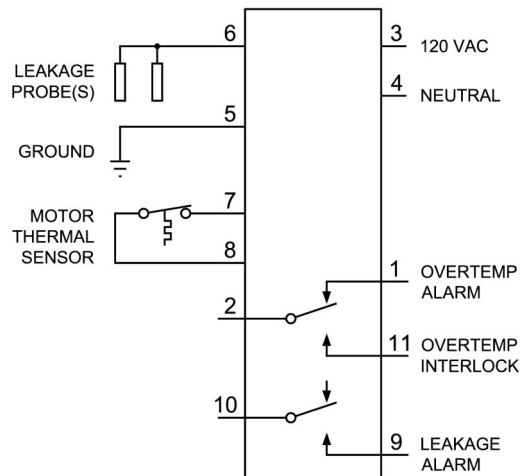 6
3
120 VAC
LEAKAGE
PROBE(S)
4
NEUTRAL
5
GROUND
7
MOTOR
THERMAL
SENSOR
8
1
OVERTEMP
ALARM
2
11
OVERTEMP
INTERLOCK
10
9
LEAKAGE
ALARM